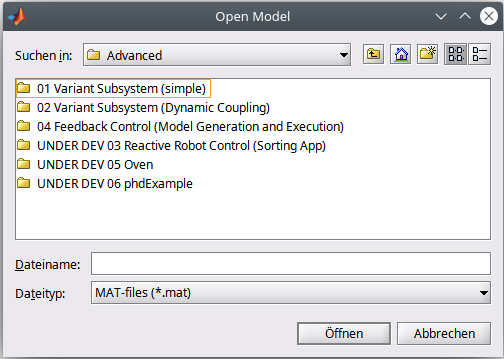 Open Model
Suchen in: Advanced
01 Variant Subsystem (simple)
02 Variant Subsystem (Dynamic Coupling)
04 Feedback Control (Model Generation and Execution)
UNDER DEV 03 Reactive Robot Control (Sorting App)
UNDER DEV 05 Oven
UNDER DEV 06 phdExample
Dateiname:
Dateityp: MAT-files (*.mat)
Öffnen Abbrechen